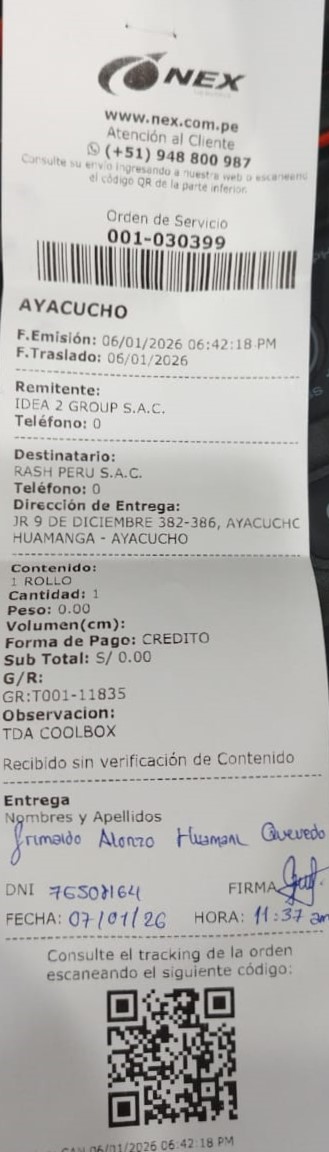 NEX
www.nex.com.pe
Atención al Cliente
(+51) 948 800 987
Consulte su envío ingresando a nuestra web o escaneando
el código QR de la parte inferior.
Orden de Servicio
001-030399
AYACUCHO
F.Emisión: 06/01/2026 06:42:18 PM
F.Traslado: 06/01/2026
Remitente:
IDEA 2 GROUP S.A.C.
Teléfono: 0
Destinatario:
RASH PERU S.A.C.
Teléfono: 0
Dirección de Entrega:
JR 9 DE DICIEMBRE 382-386, AYACUCHO
HUAMANGA - AYACUCHO
Contenido:
1 ROLLO
Cantidad: 1
Peso: 0.00
Volumen(cm):
Forma de Pago: CREDITO
Sub Total: S/ 0.00
G/R:
GR:T001-11835
Observacion:
TDA COOLBOX
Recibido sin verificación de Contenido
Entrega
Nombres y Apellidos
Grimaldo Alonzo Huamani Quevedo
DNI 76508164
FIRMA
FECHA: 07/01/26 HORA: 11:37 am
Consulte el tracking de la orden
escaneando el siguiente código:
06/01/2026 06:42:18 PM